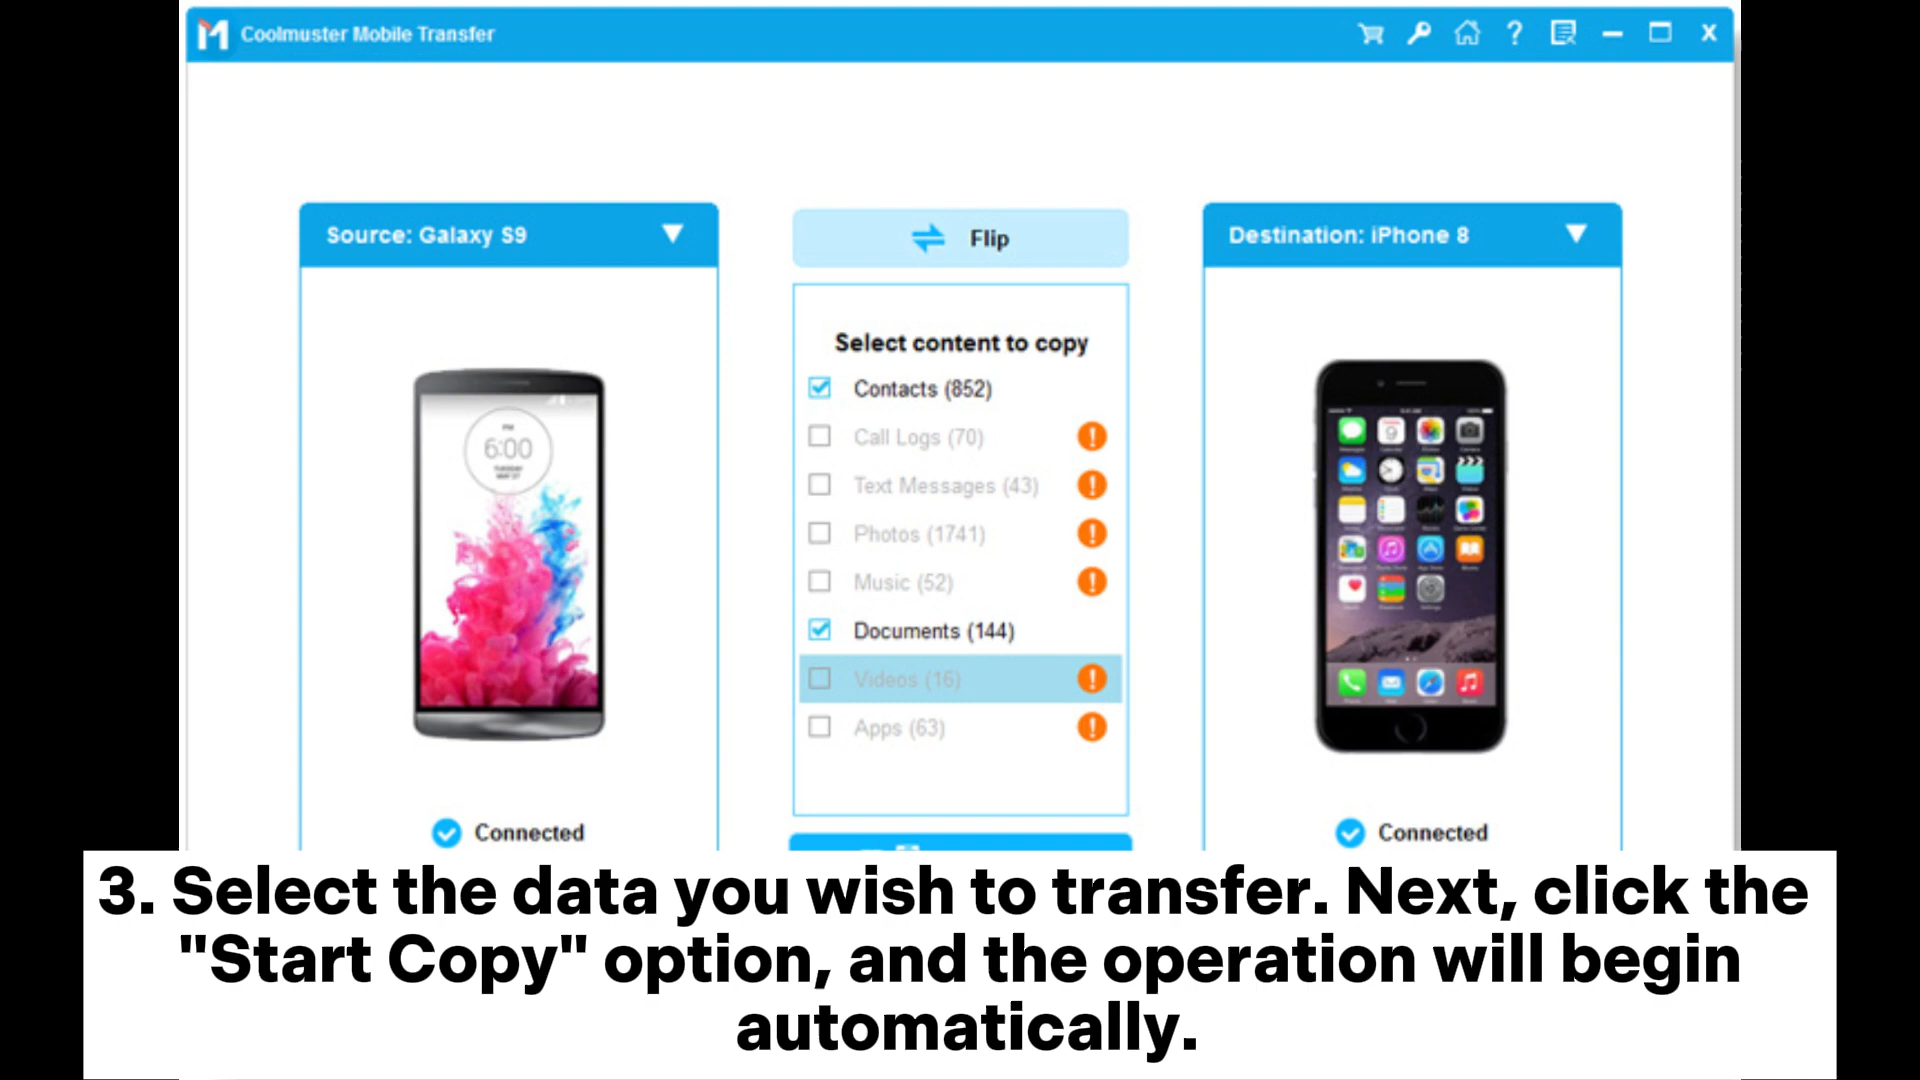 Coolmuster Mobile Transfer
?
X
Source: Galaxy S9
Flip
Destination: iPhone 8
Select content to copy
Contacts (852)
Call Logs (70)
Text Messages (43)
Photos (1741)
Music (52)
Documents (144)
Videos (16)
Apps (63)
6:00
Connected
Connected
3. Select the data you wish to transfer. Next, click the
"Start Copy" option, and the operation will begin
automatically.